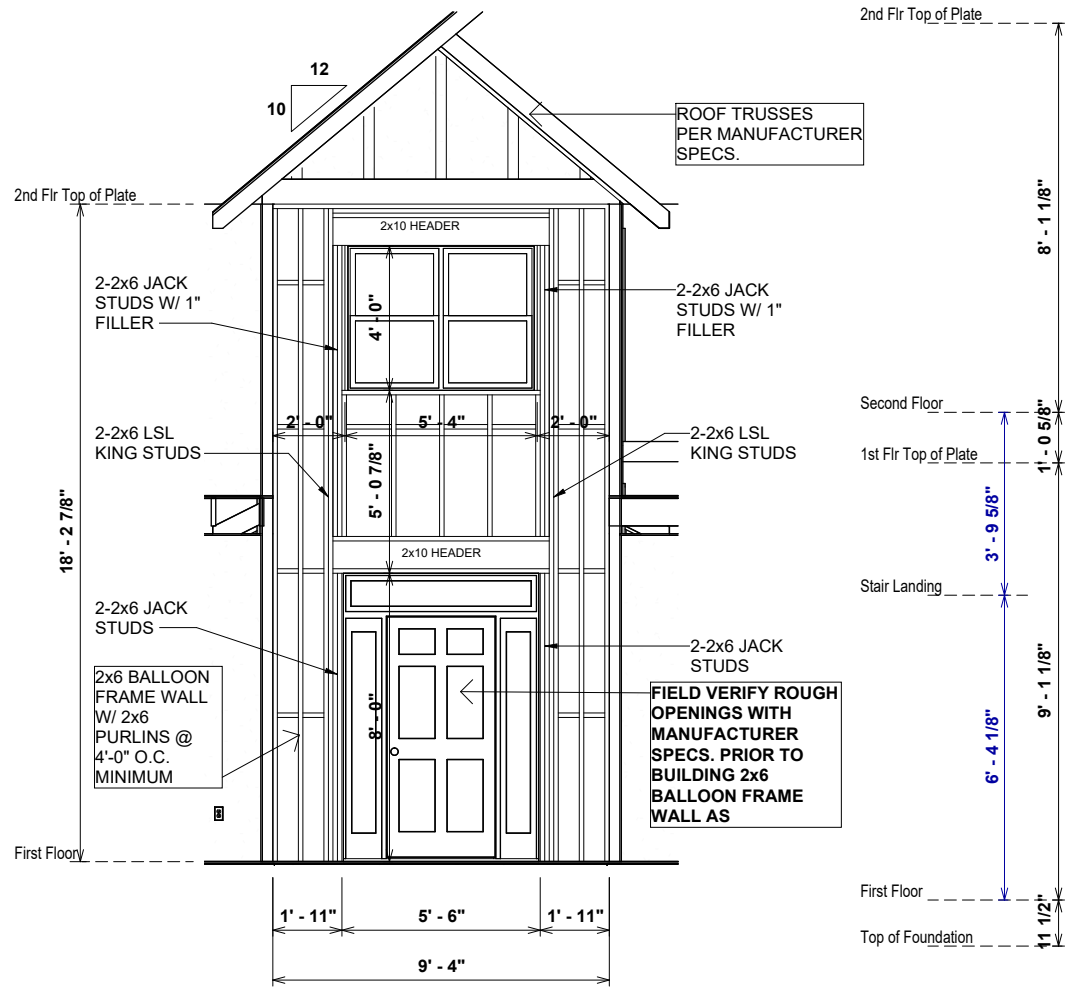 2nd Flr Top of Plate
12
10
ROOF TRUSSES
PER MANUFACTURER
SPECS.
2nd Flr Top of Plate
8' - 1 1/8"
2x10 HEADER
2-2x6 JACK
STUDS W/ 1"
FILLER
2-2x6 JACK
STUDS W/ 1"
FILLER
4' - 0"
Second Floor
2' - 0"
5' - 4"
2' - 0"
1' - 0 5/8"
2-2x6 LSL
KING STUDS
2-2x6 LSL
KING STUDS
1st Flr Top of Plate
5' - 0 7/8"
18' - 2 7/8"
3' - 9 5/8"
2x10 HEADER
Stair Landing
2-2x6 JACK
STUDS
2-2x6 JACK
STUDS
9' - 1 1/8"
2x6 BALLOON
FRAME WALL
W/ 2x6
PURLINS @
4'-0" O.C.
MINIMUM
8' - 0"
FIELD VERIFY ROUGH
OPENINGS WITH
MANUFACTURER
SPECS. PRIOR TO
BUILDING 2x6
BALLOON FRAME
WALL AS
6' - 4 1/8"
First Floor
First Floor
1' - 11"
5' - 6"
1' - 11"
11 1/2"
Top of Foundation
9' - 4"